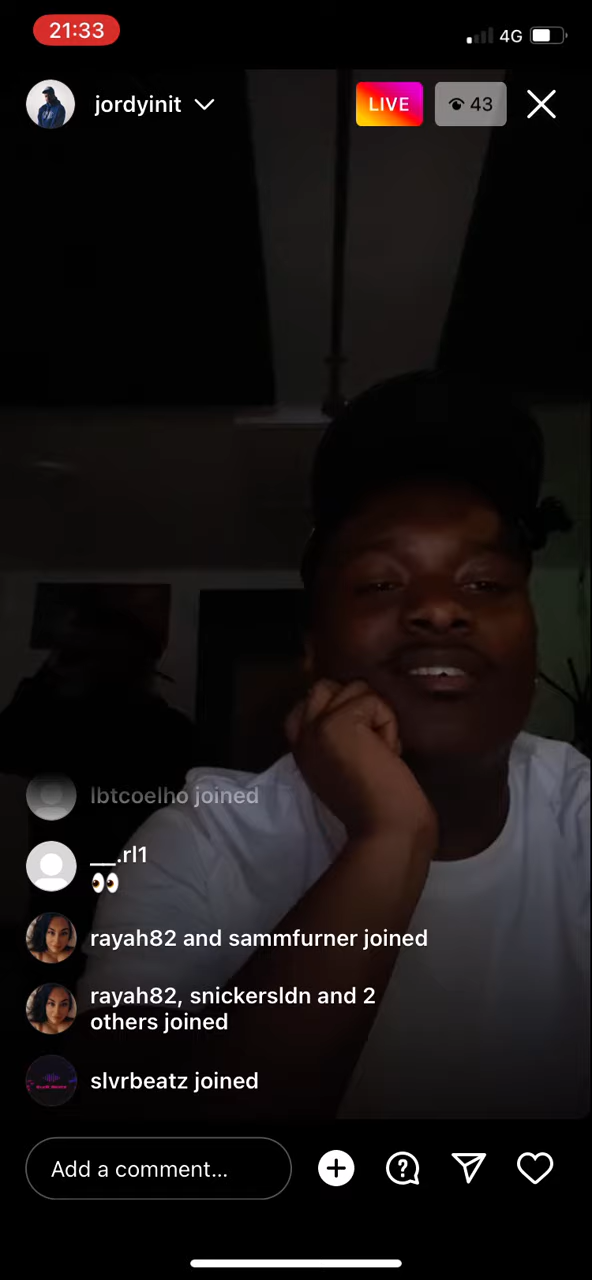 21:33
4G
jordyinit
LIVE
43
lbtcoelho joined
__.rl1
👀
rayah82 and sammfurner joined
rayah82, snickersldn and 2
others joined
slvrbeatz joined
Add a comment...